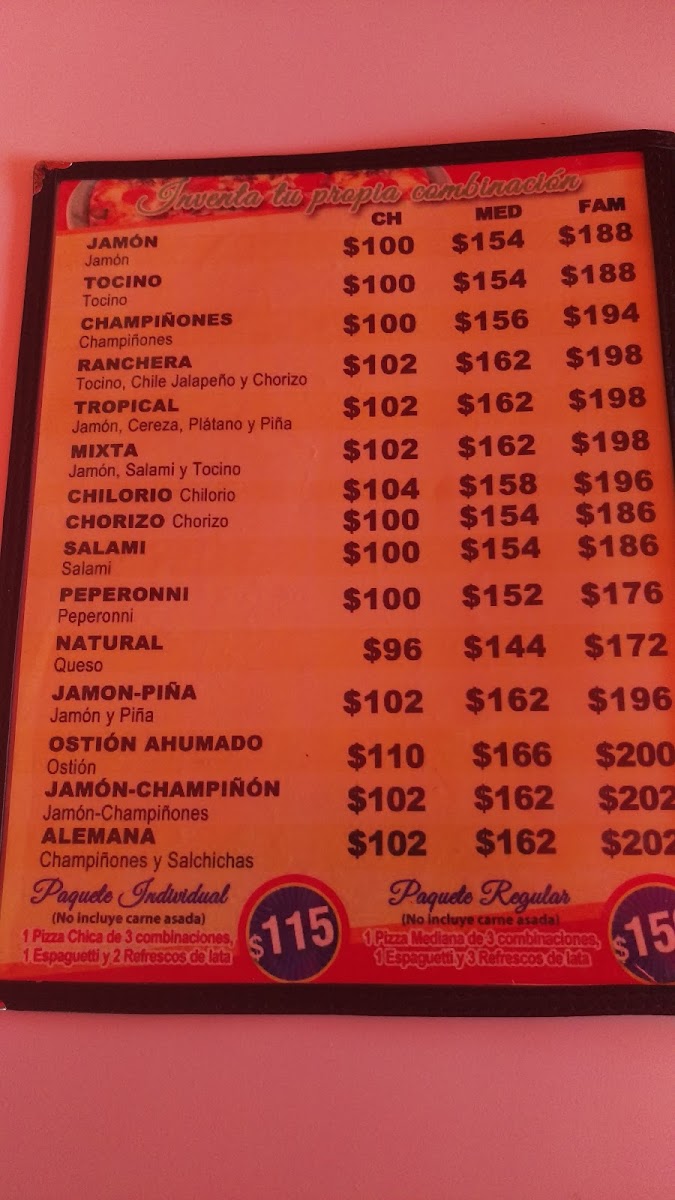 Inventa tu propia combinación
CH MED FAM
JAMÓN $100 $154 $188
Jamón
TOCINO $100 $154 $188
Tocino
CHAMPIÑONES $100 $156 $194
Champiñones
RANCHERA $102 $162 $198
Tocino, Chile Jalapeño y Chorizo
TROPICAL $102 $162 $198
Jamón, Cereza, Plátano y Piña
MIXTA $102 $162 $198
Jamón, Salami y Tocino
CHILORIO Chilorio $104 $158 $196
CHORIZO Chorizo $100 $154 $186
SALAMI $100 $154 $186
Salami
PEPERONNI $100 $152 $176
Peperonni
NATURAL $96 $144 $172
Queso
JAMON-PIÑA $102 $162 $196
Jamón y Piña
OSTIÓN AHUMADO $110 $166 $200
Ostión
JAMÓN-CHAMPIÑÓN $102 $162 $202
Jamón-Champiñones
ALEMANA $102 $162 $202
Champiñones y Salchichas
Paquete Individual
(No incluye carne asada)
1 Pizza Chica de 3 combinaciones,
1 Espaguetti y 2 Refrescos de lata
$115
Paquete Regular
(No incluye carne asada)
1 Pizza Mediana de 3 combinaciones,
1 Espaguetti y 3 Refrescos de lata